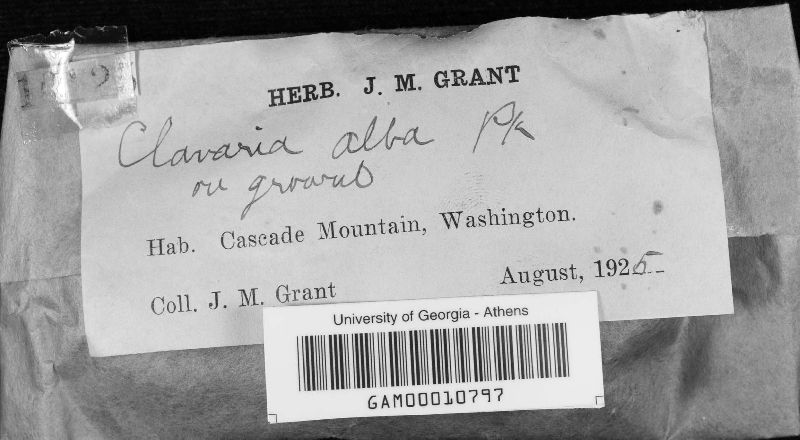 HERB. J. M. GRANT
Clavaria alba Pk
on ground
Hab. Cascade Mountain, Washington.
Coll. J. M. Grant
August, 1925
University of Georgia - Athens
GAM00010797